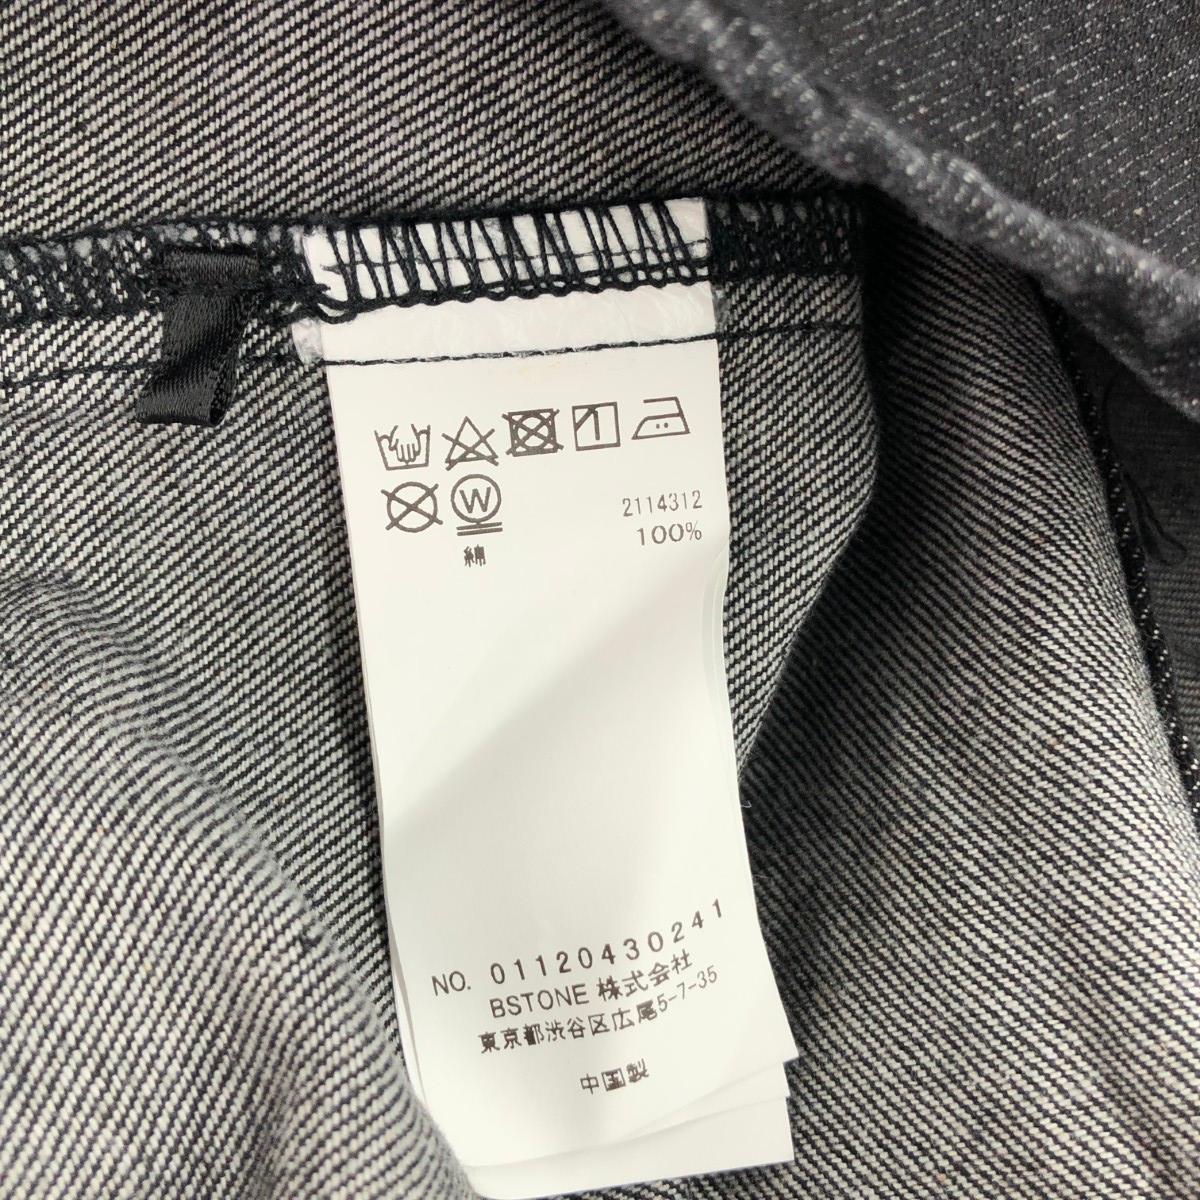 W
2114312
綿 100%
NO. 01120430241
BSTONE 株式会社
東京都渋谷区広尾5-7-35
中国製